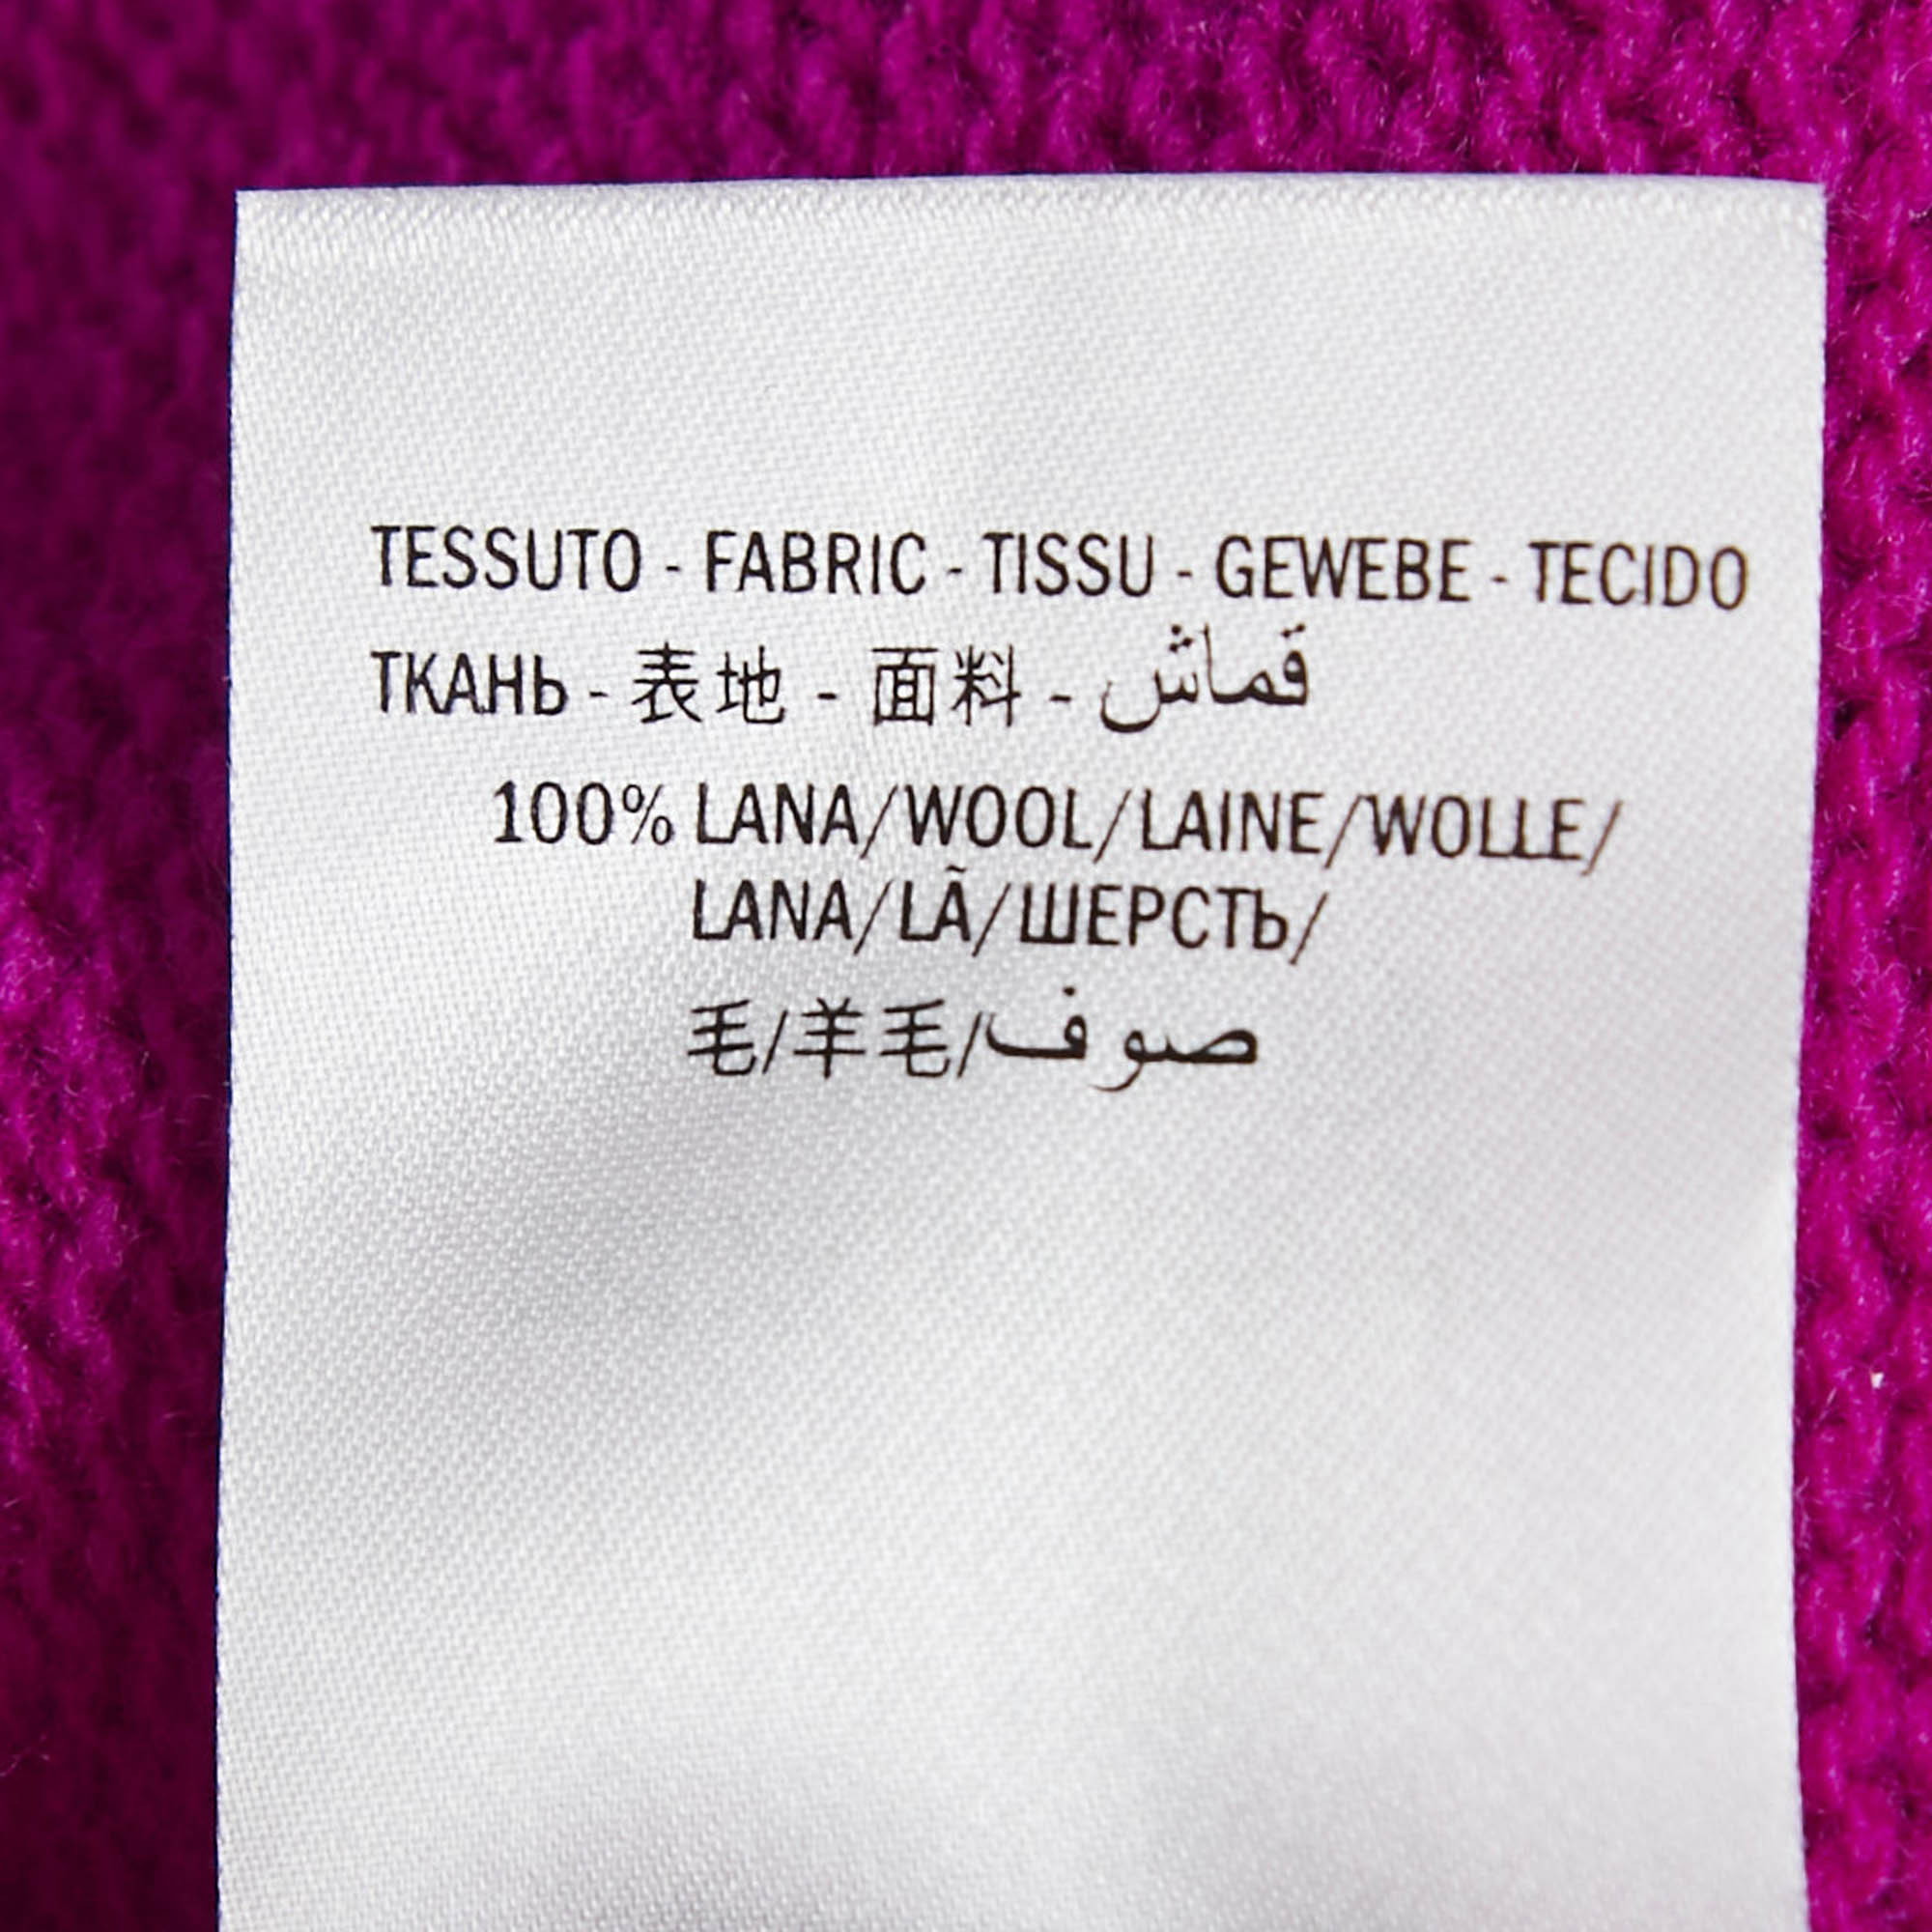 TESSUTO - FABRIC - TISSU - GEWEBE - TECIDO
ТКАНЬ - 表地 - 面料 - قماش
100% LANA/WOOL/LAINE/WOLLE/
LANA/LÃ/ШЕРСТЬ/
毛/羊毛/صوف